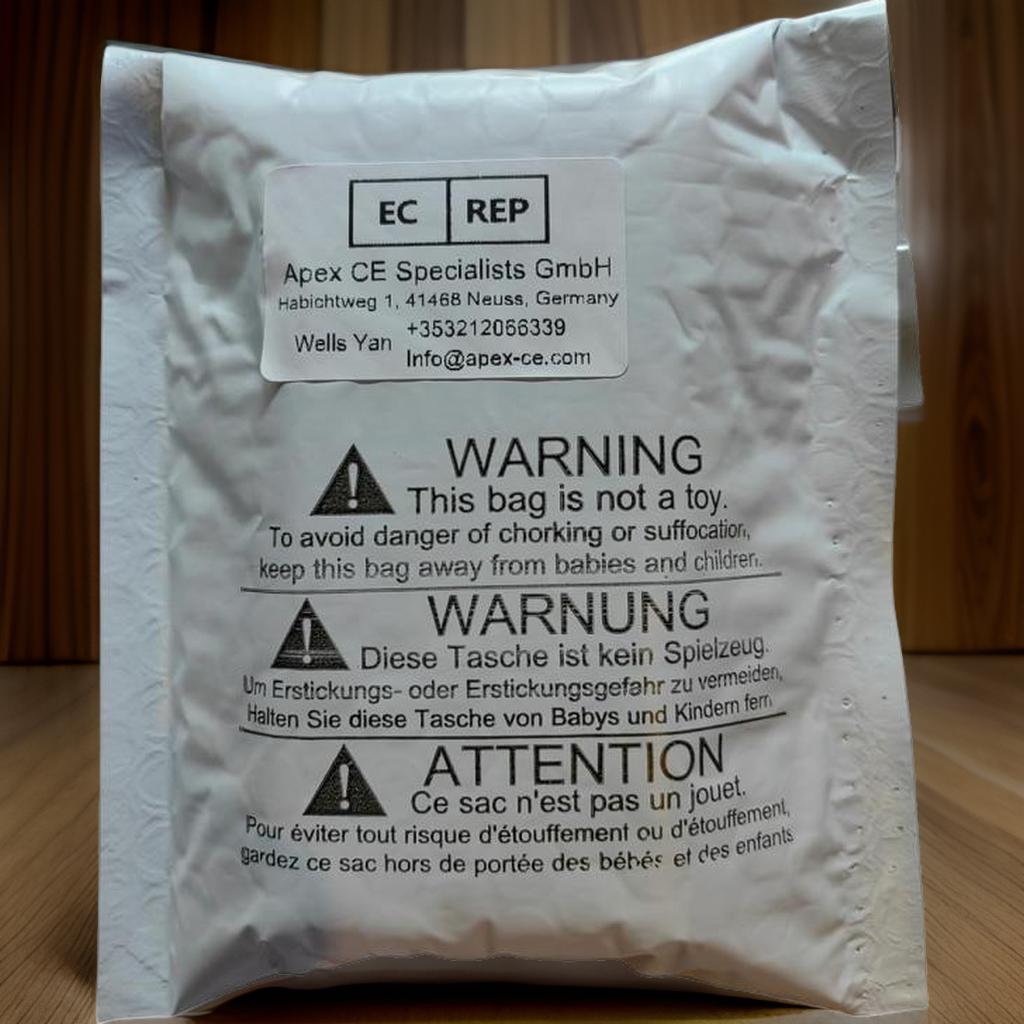 EC REP
Apex CE Specialists GmbH
Habichtweg 1, 41468 Neuss, Germany
Wells Yan
+353212066339
Info@apex-ce.com
WARNING
This bag is not a toy.
To avoid danger of chorking or suffocation,
keep this bag away from babies and children.
WARNUNG
Diese Tasche ist kein Spielzeug.
Um Erstickungs- oder Erstickungsgefahr zu vermeiden,
Halten Sie diese Tasche von Babys und Kindern fern.
ATTENTION
Ce sac n'est pas un jouet.
Pour éviter tout risque d'étouffement ou d'étouffement,
gardez ce sac hors de portée des bébés et des enfants